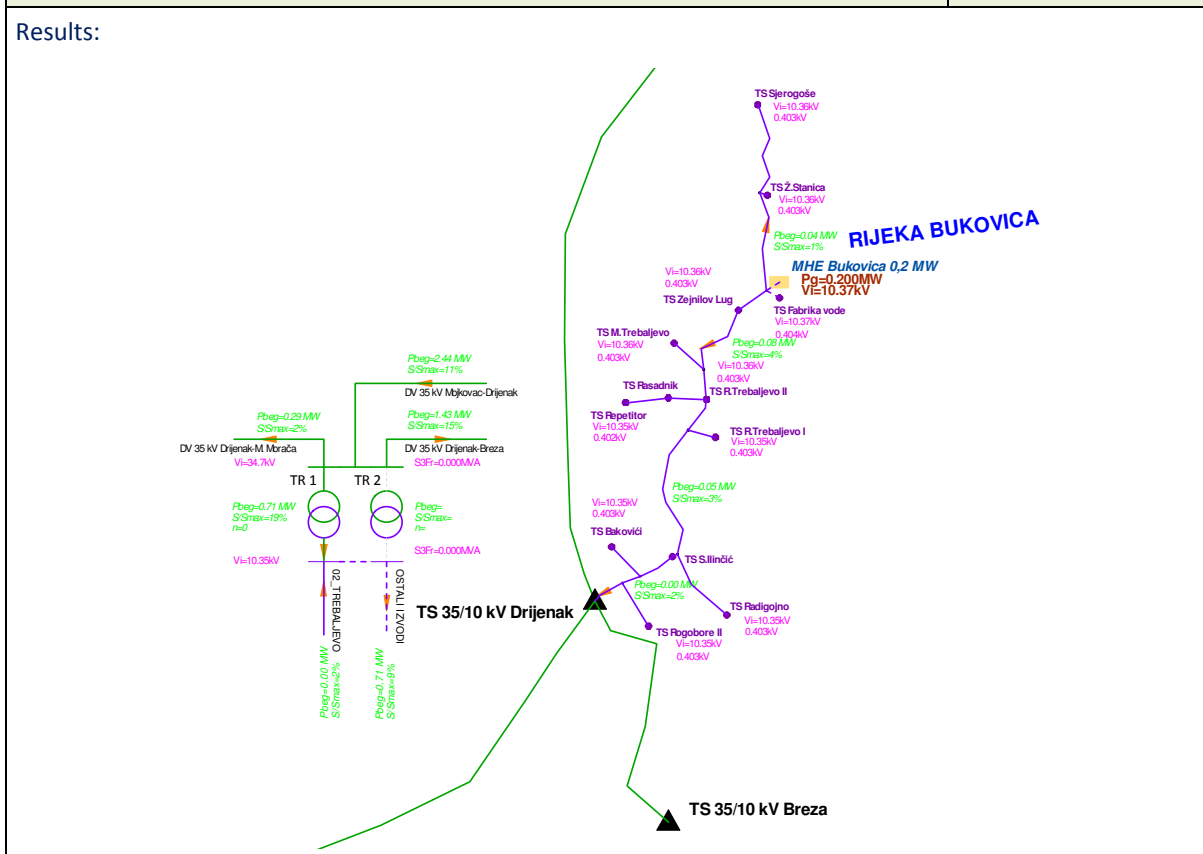 Results:
TS Sjerogoše
Vi=10.36kV
0.403kV
TS Ž.Stanica
Vi=10.36kV
0.403kV
Pbeg=0.04 MW
S/Smax=1%
RIJEKA BUKOVICA
MHE Bukovica 0,2 MW
Pg=0.200MW
Vi=10.37kV
Vi=10.36kV
0.403kV
TS Zejnilov Lug
TS Fabrika vode
Vi=10.37kV
0.404kV
TS M.Trebaljevo
Vi=10.36kV
0.403kV
Pbeg=0.08 MW
S/Smax=4%
Vi=10.36kV
0.403kV
TS Rasadnik
TS R.Trebaljevo II
TS Repetitor
Vi=10.35kV
0.402kV
TS R.Trebaljevo I
Vi=10.35kV
0.403kV
Pbeg=2.44 MW
S/Smax=11%
DV 35 kV Mojkovac-Drijenak
Pbeg=0.29 MW
S/Smax=2%
Pbeg=1.43 MW
S/Smax=15%
DV 35 kV Drijenak-M. Morača
DV 35 kV Drijenak-Breza
Vi=34.7kV
S3Fr=0.000MVA
TR 1
TR 2
Pbeg=0.71 MW
S/Smax=19%
n=0
Pbeg=
S/Smax=
n=
Pbeg=0.05 MW
S/Smax=3%
Vi=10.35kV
0.403kV
TS Bakovići
TS S.Ilinčić
Vi=10.35kV
S3Fr=0.000MVA
02_TREBALJEVO
OSTALI IZVODI
Pbeg=0.00 MW
S/Smax=2%
TS 35/10 kV Drijenak
TS Radigojno
Vi=10.35kV
0.403kV
TS Rogobore II
Vi=10.35kV
0.403kV
Pbeg=0.00 MW
S/Smax=2%
Pbeg=0.71 MW
S/Smax=9%
TS 35/10 kV Breza